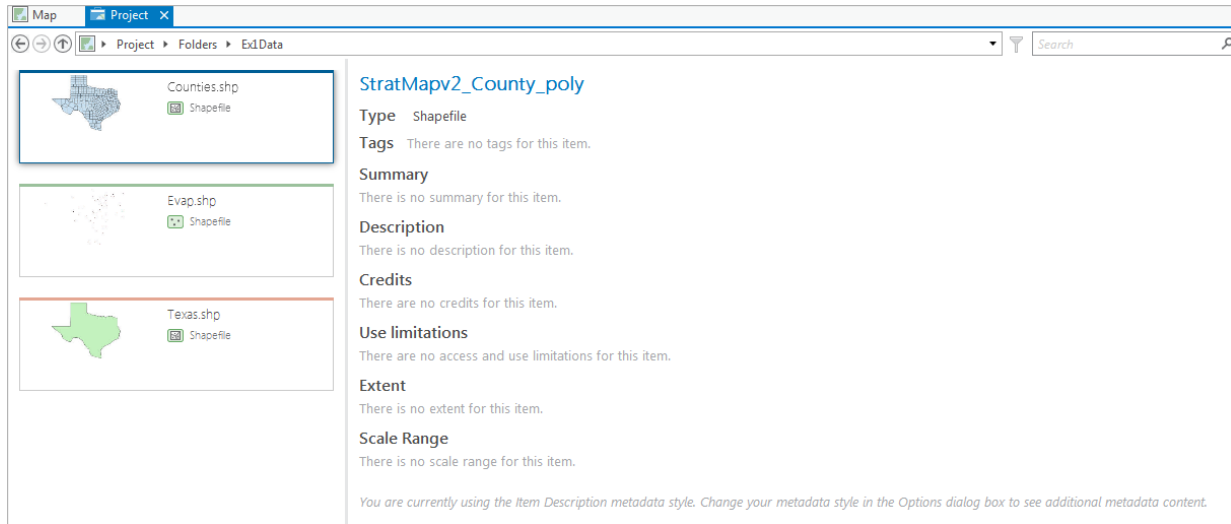 Map
Project
Project Folders Ex1Data
Search
Counties.shp
Shapefile
Evap.shp
Shapefile
Texas.shp
Shapefile
StratMapv2_County_poly
Type Shapefile
Tags There are no tags for this item.
Summary
There is no summary for this item.
Description
There is no description for this item.
Credits
There are no credits for this item.
Use limitations
There are no access and use limitations for this item.
Extent
There is no extent for this item.
Scale Range
There is no scale range for this item.
You are currently using the Item Description metadata style. Change your metadata style in the Options dialog box to see additional metadata content.